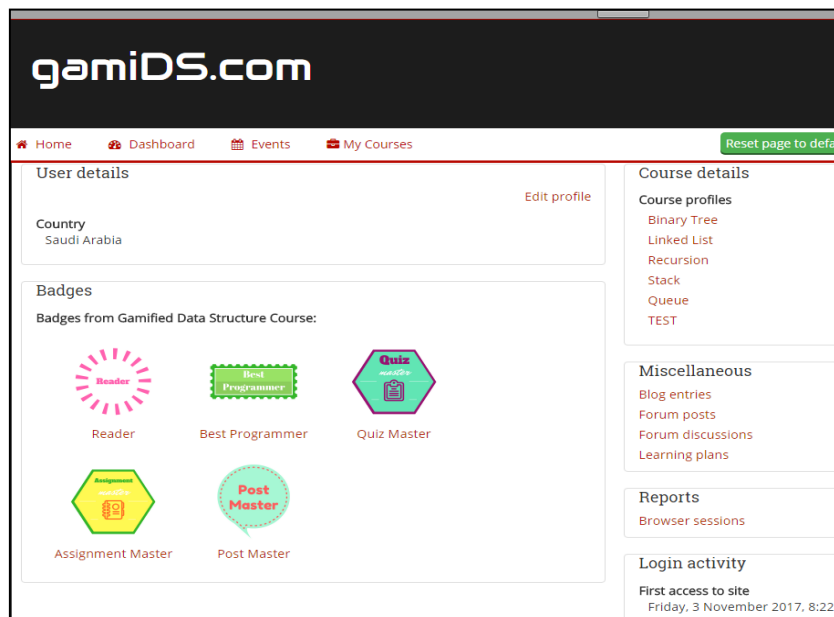 gamiDS.com
Home Dashboard Events My Courses Reset page to defa
User details
Edit profile
Country
Saudi Arabia
Badges
Badges from Gamified Data Structure Course:
Reader
Best
Programmer
Quiz
master
Reader Best Programmer Quiz Master
Assignment
master
Post
Master
Assignment Master Post Master
Course details
Course profiles
Binary Tree
Linked List
Recursion
Stack
Queue
TEST
Miscellaneous
Blog entries
Forum posts
Forum discussions
Learning plans
Reports
Browser sessions
Login activity
First access to site
Friday, 3 November 2017, 8:22